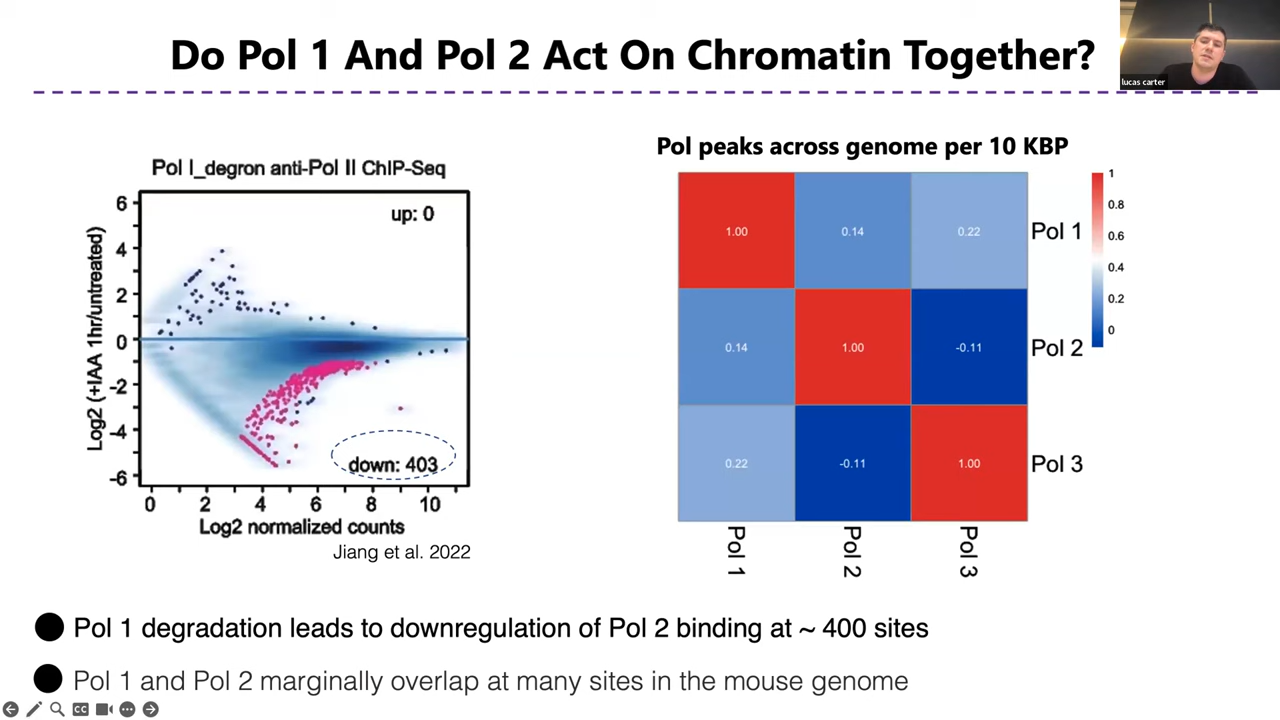 Do Pol 1 And Pol 2 Act On Chromatin Together?
lucas carter
Pol I_degron anti-Pol II ChIP-Seq
up: 0
6
4
2
0
-2
-4
-6
Log2 (+IAA 1hr/untreated)
down: 403
0 2 4 6 8 10
Log2 normalized counts
Jiang et al. 2022
Pol peaks across genome per 10 KBP
1.00 0.14 0.22 Pol 1
0.14 1.00 -0.11 Pol 2
0.22 -0.11 1.00 Pol 3
Pol 1 Pol 2 Pol 3
1
0.8
0.6
0.4
0.2
0
Pol 1 degradation leads to downregulation of Pol 2 binding at ~ 400 sites
Pol 1 and Pol 2 marginally overlap at many sites in the mouse genome
CC